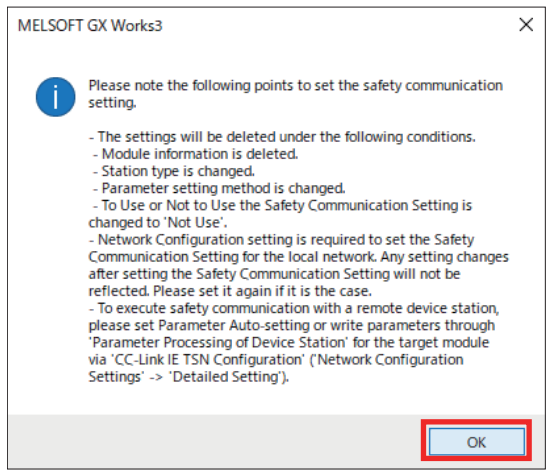 MELSOFT GX Works3
Please note the following points to set the safety communication
setting.
- The settings will be deleted under the following conditions.
- Module information is deleted.
- Station type is changed.
- Parameter setting method is changed.
- To Use or Not to Use the Safety Communication Setting is
changed to 'Not Use'.
- Network Configuration setting is required to set the Safety
Communication Setting for the local network. Any setting changes
after setting the Safety Communication Setting will not be
reflected. Please set it again if it is the case.
- To execute safety communication with a remote device station,
please set Parameter Auto-setting or write parameters through
'Parameter Processing of Device Station' for the target module
via 'CC-Link IE TSN Configuration' ('Network Configuration
Settings' -> 'Detailed Setting').
OK